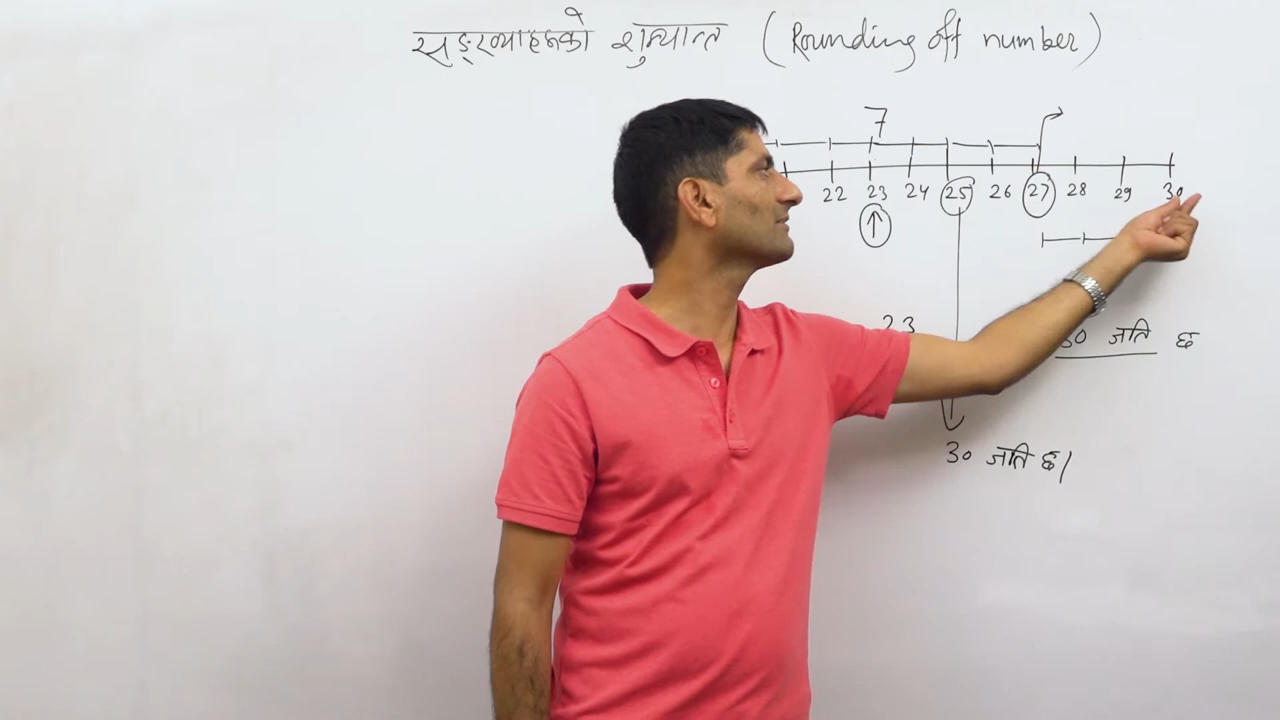 सङ्ख्याहरूको शुन्यान्त (Rounding off number)
7
22 23 24 25 26 27 28 29 30
23
30 जति छ
30 जति छ।